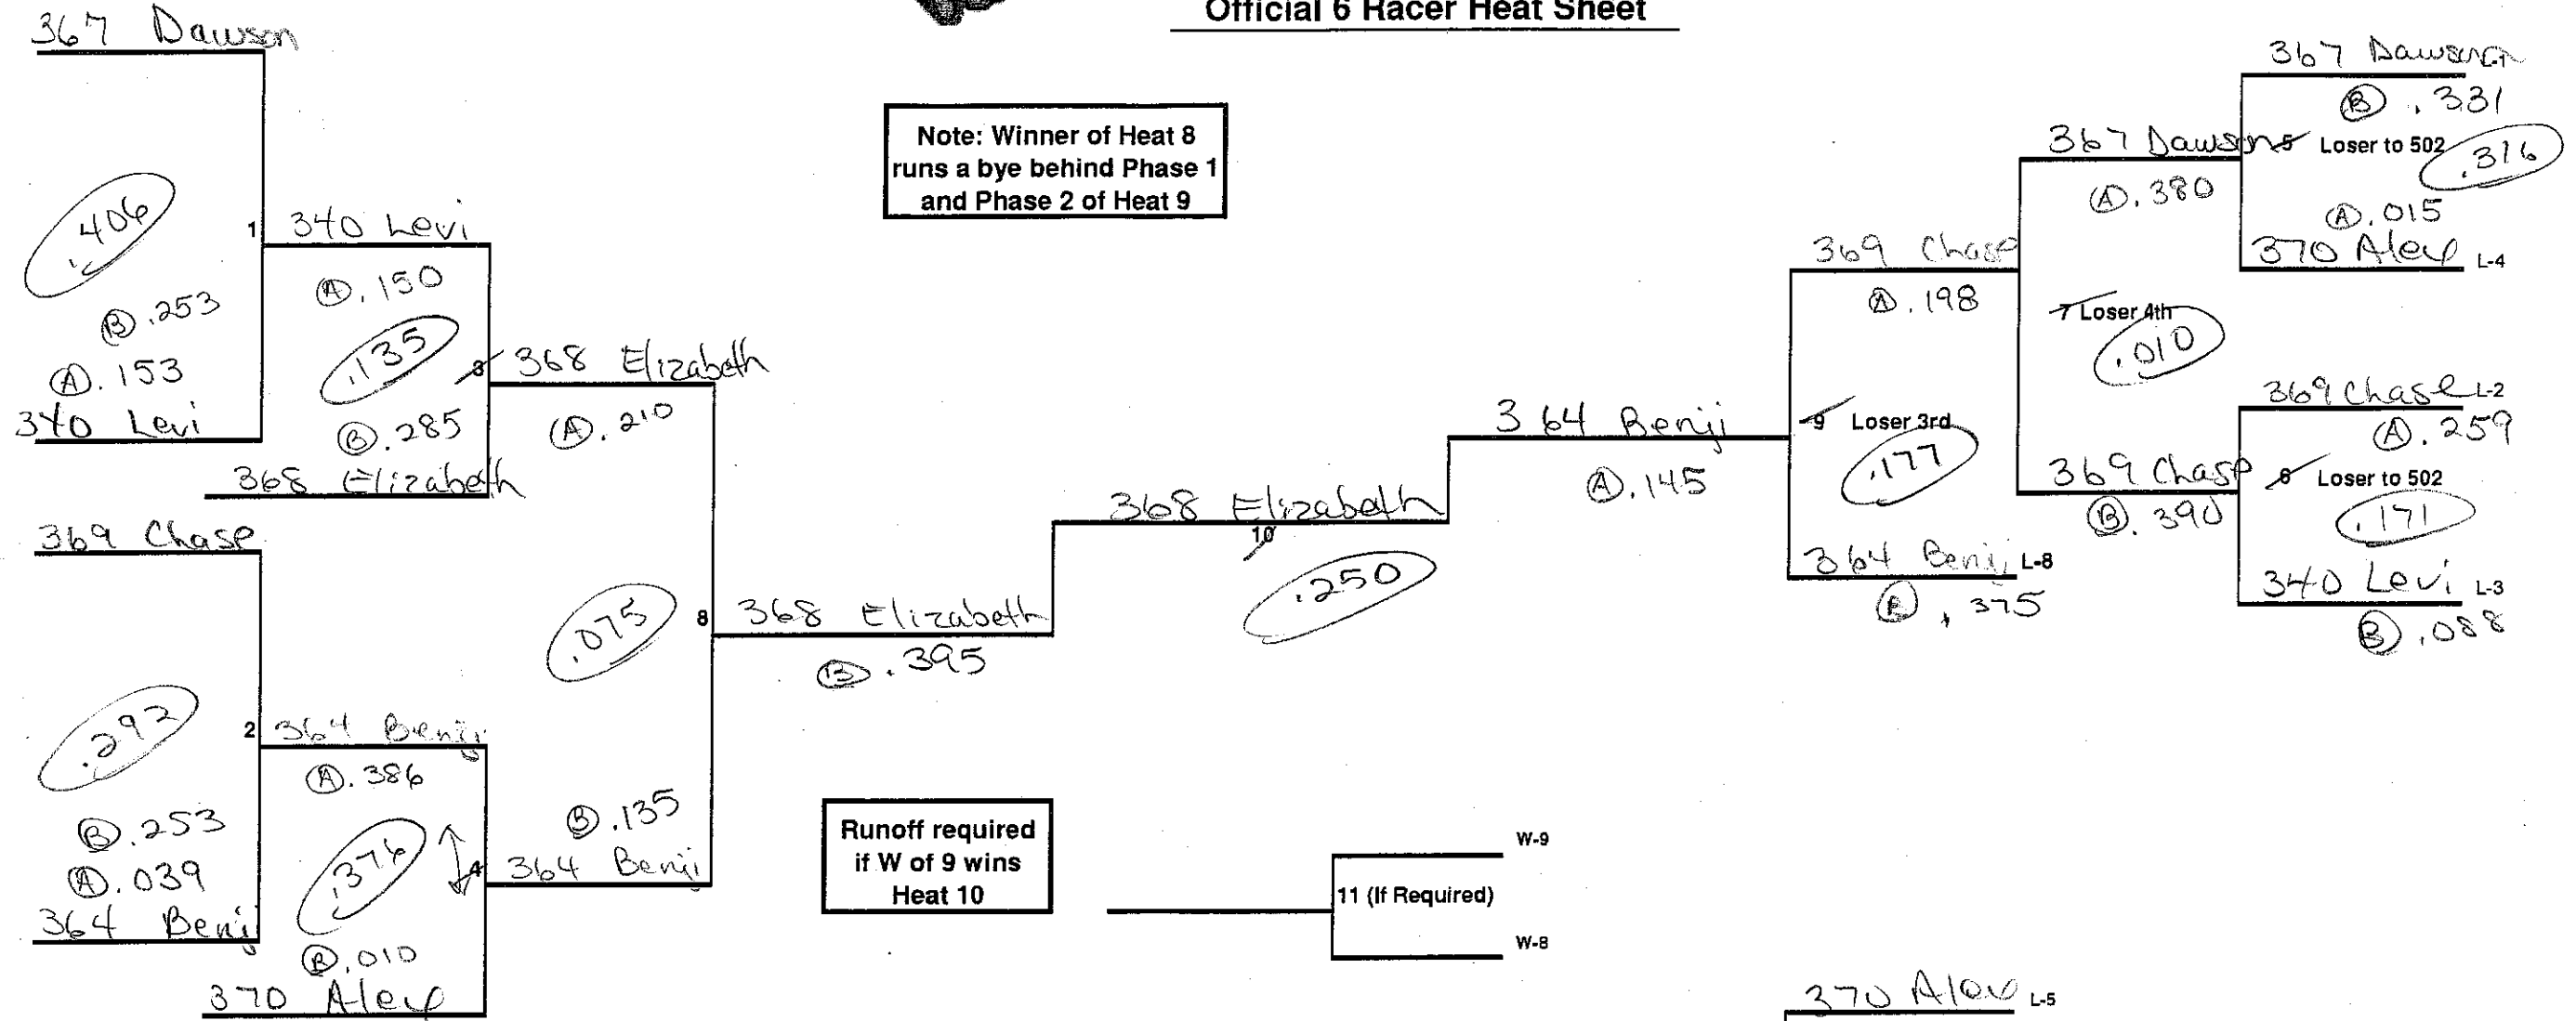 Official 6 Racer Heat Sheet
367 Dawson
.406
Ⓑ .253
Ⓐ .153
340 Levi
1
340 Levi
Ⓐ .150
.135
Ⓑ .285
368 Elizabeth
3
368 Elizabeth
Ⓐ .210
369 Chase
.292
Ⓑ .253
Ⓐ .039
364 Benji
2
364 Benji
Ⓐ .386
.376
Ⓑ .010
370 Alex
4
364 Benji
Ⓑ .135
.075
8
368 Elizabeth
Ⓑ .395
Note: Winner of Heat 8
runs a bye behind Phase 1
and Phase 2 of Heat 9
368 Elizabeth
10
.250
Runoff required
if W of 9 wins
Heat 10
W-9
11 (If Required)
W-8
364 Benji
Ⓐ .145
9 Loser 3rd
.177
369 Chase
Ⓐ .198
364 Benji L-8
Ⓑ .375
367 Dawson
Ⓐ .380
7 Loser 4th
.010
369 Chase
Ⓑ .390
367 Dawson L-1
Ⓑ .331
5 Loser to 502
.316
Ⓐ .015
370 Alex L-4
369 Chase L-2
Ⓐ .259
6 Loser to 502
.171
340 Levi L-3
Ⓑ .088
370 Alex L-5